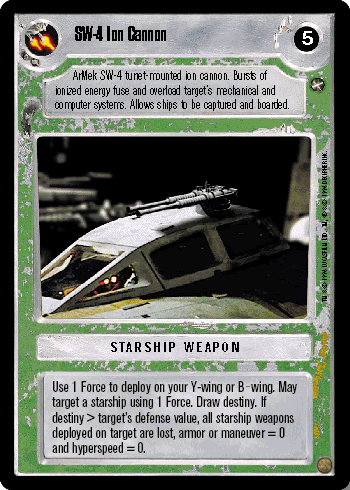 SW-4 Ion Cannon
5
ArMek SW-4 turret-mounted ion cannon. Bursts of
ionized energy fuse and overload target's mechanical and
computer systems. Allows ships to be captured and boarded.
STARSHIP WEAPON
Use 1 Force to deploy on your Y-wing or B-wing. May
target a starship using 1 Force. Draw destiny. If
destiny > target's defense value, all starship weapons
deployed on target are lost, armor or maneuver = 0
and hyperspeed = 0.